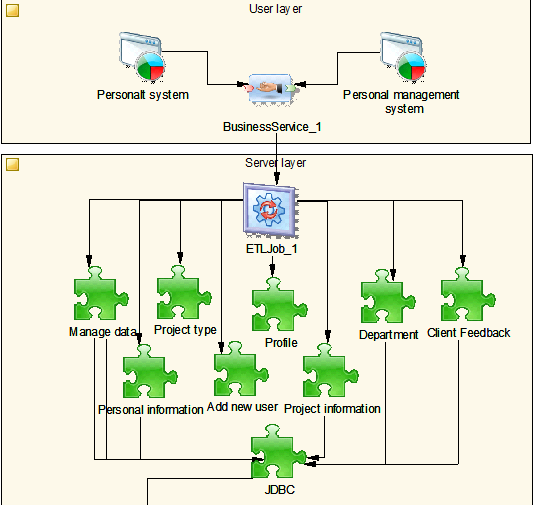 User layer
Personalt system
Personal management
system
BusinessService_1
Server layer
ETLJob_1
Manage data
Project type
Profile
Department
Client Feedback
Personal information
Add new user
Project information
JDBC